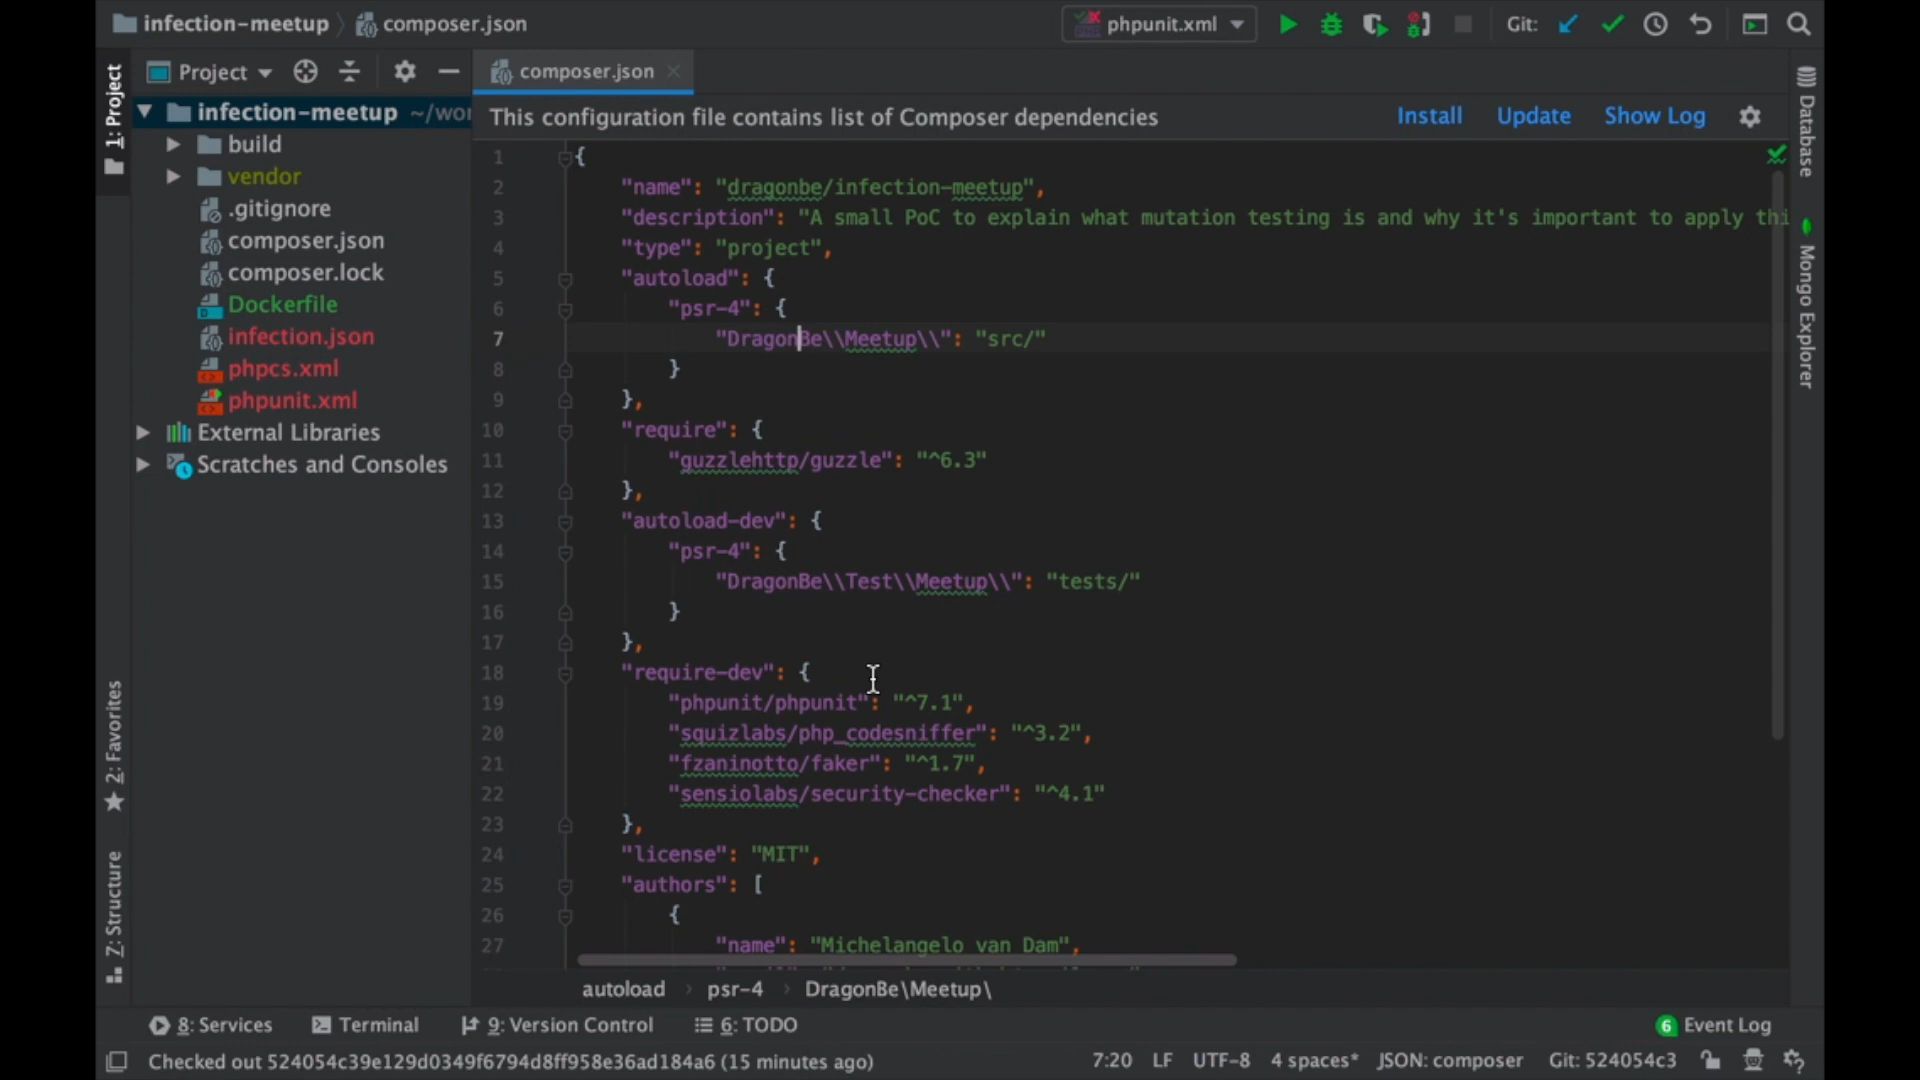 infection-meetup
composer.json
phpunit.xml
Git:
1: Project
Project
composer.json
Database
infection-meetup ~/wor
build
vendor
.gitignore
composer.json
composer.lock
Dockerfile
infection.json
phpcs.xml
phpunit.xml
External Libraries
Scratches and Consoles
This configuration file contains list of Composer dependencies
Install Update Show Log
1 {
2 "name": "dragonbe/infection-meetup",
3 "description": "A small PoC to explain what mutation testing is and why it's important to apply thi
4 "type": "project",
5 "autoload": {
6 "psr-4": {
7 "DragonBe\\Meetup\\": "src/"
8 }
9 },
10 "require": {
11 "guzzlehttp/guzzle": "^6.3"
12 },
13 "autoload-dev": {
14 "psr-4": {
15 "DragonBe\\Test\\Meetup\\": "tests/"
16 }
17 },
18 "require-dev": {
19 "phpunit/phpunit": "^7.1",
20 "squizlabs/php_codesniffer": "^3.2",
21 "fzaninotto/faker": "^1.7",
22 "sensiolabs/security-checker": "^4.1"
23 },
24 "license": "MIT",
25 "authors": [
26 {
27 "name": "Michelangelo van Dam",
Mongo Explorer
2: Favorites
Z: Structure
autoload psr-4 DragonBe\Meetup\
8: Services Terminal 9: Version Control 6: TODO 6 Event Log
Checked out 524054c39e129d0349f6794d8ff958e36ad184a6 (15 minutes ago) 7:20 LF UTF-8 4 spaces* JSON: composer Git: 524054c3